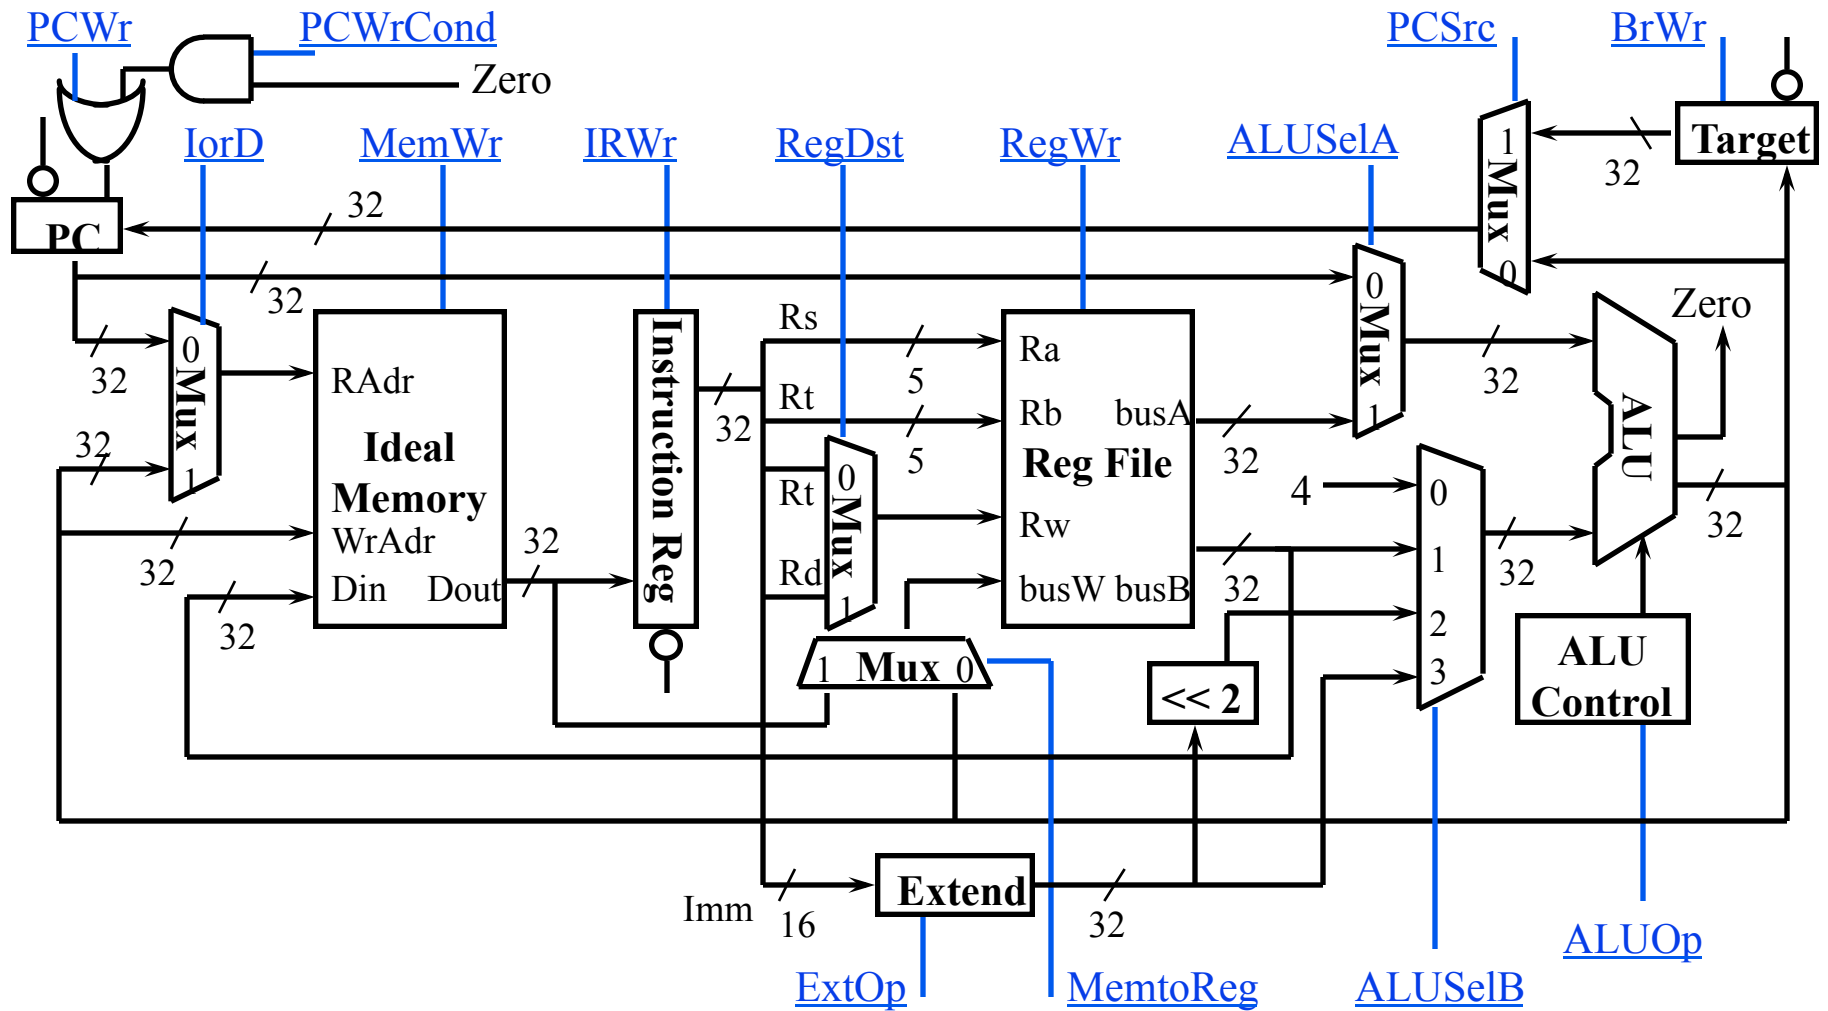 PCWr
PCWrCond
PCSrc
BrWr
Zero
IorD
MemWr
IRWr
RegDst
RegWr
ALUSelA
1
Mux
0
Target
32
PC
32
32
0
Mux
1
32
32
RAdr
Ideal
Memory
WrAdr
Din
Dout
32
32
32
Instruction Reg
32
Rs
Rt
5
5
Rt
Rd
0
Mux
1
Ra
Rb
busA
Reg File
Rw
busW
busB
32
32
0
Mux
1
32
4
0
1
2
3
32
ALU
Zero
32
1
Mux
0
<< 2
ALU
Control
Imm
16
Extend
32
ExtOp
MemtoReg
ALUSelB
ALUOp